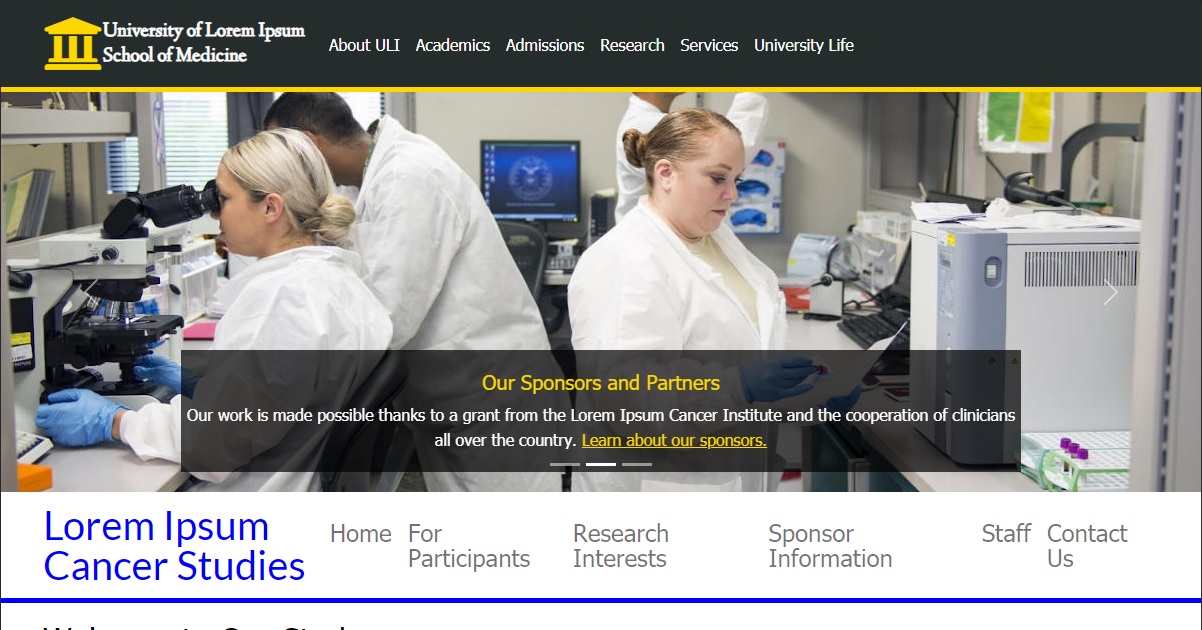 University of Lorem Ipsum
School of Medicine
About ULI Academics Admissions Research Services University Life
Our Sponsors and Partners
Our work is made possible thanks to a grant from the Lorem Ipsum Cancer Institute and the cooperation of clinicians
all over the country. Learn about our sponsors.
Lorem Ipsum
Cancer Studies
Home
For
Participants
Research
Interests
Sponsor
Information
Staff
Contact
Us